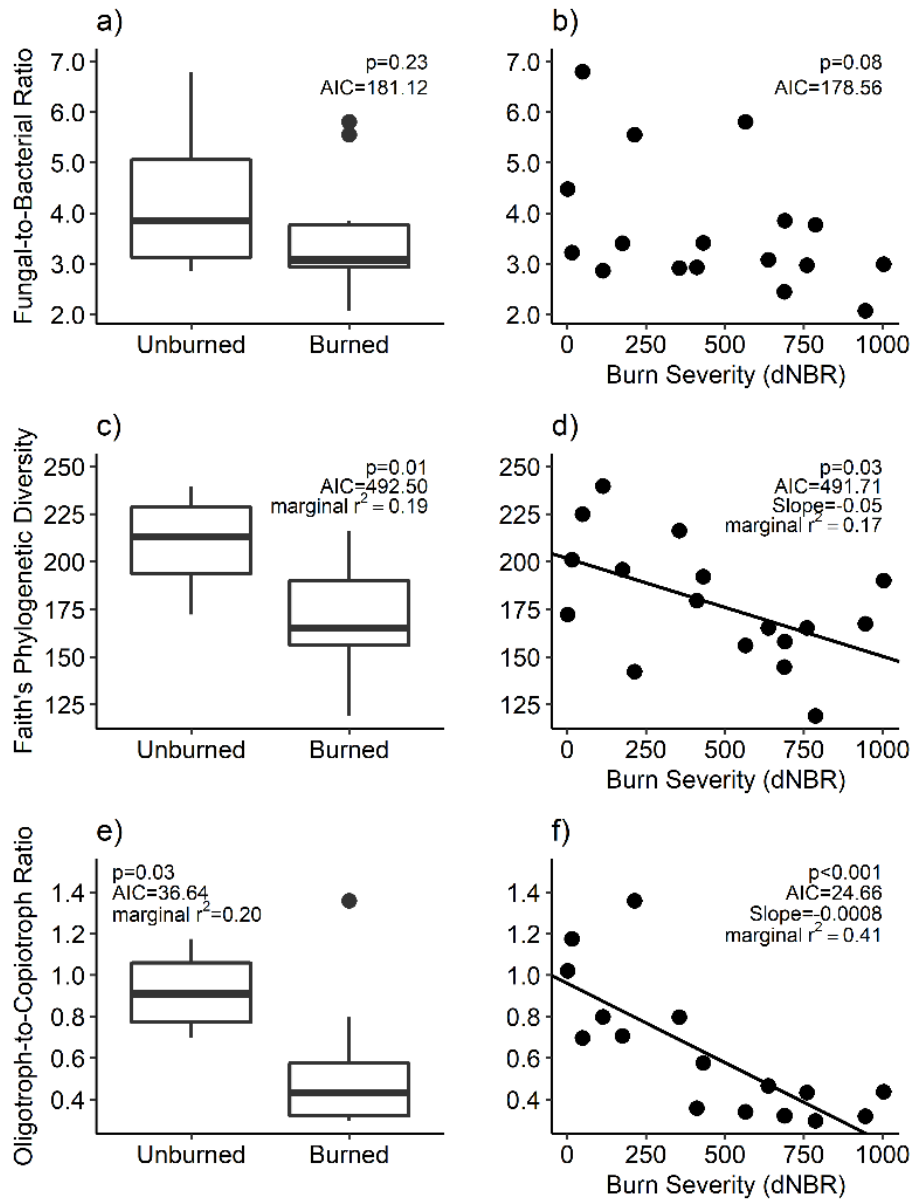 a)
p=0.23
AIC=181.12
Fungal-to-Bacterial Ratio
7.0
6.0
5.0
4.0
3.0
2.0
Unburned Burned
b)
p=0.08
AIC=178.56
7.0
6.0
5.0
4.0
3.0
2.0
0 250 500 750 1000
Burn Severity (dNBR)
c)
p=0.01
AIC=492.50
marginal r² = 0.19
Faith's Phylogenetic Diversity
250
225
200
175
150
125
Unburned Burned
d)
p=0.03
AIC=491.71
Slope=-0.05
marginal r² = 0.17
250
225
200
175
150
125
0 250 500 750 1000
Burn Severity (dNBR)
e)
p=0.03
AIC=36.64
marginal r²=0.20
Oligotroph-to-Copiotroph Ratio
1.4
1.2
1.0
0.8
0.6
0.4
Unburned Burned
f)
p<0.001
AIC=24.66
Slope=-0.0008
marginal r² = 0.41
1.4
1.2
1.0
0.8
0.6
0.4
0 250 500 750 1000
Burn Severity (dNBR)